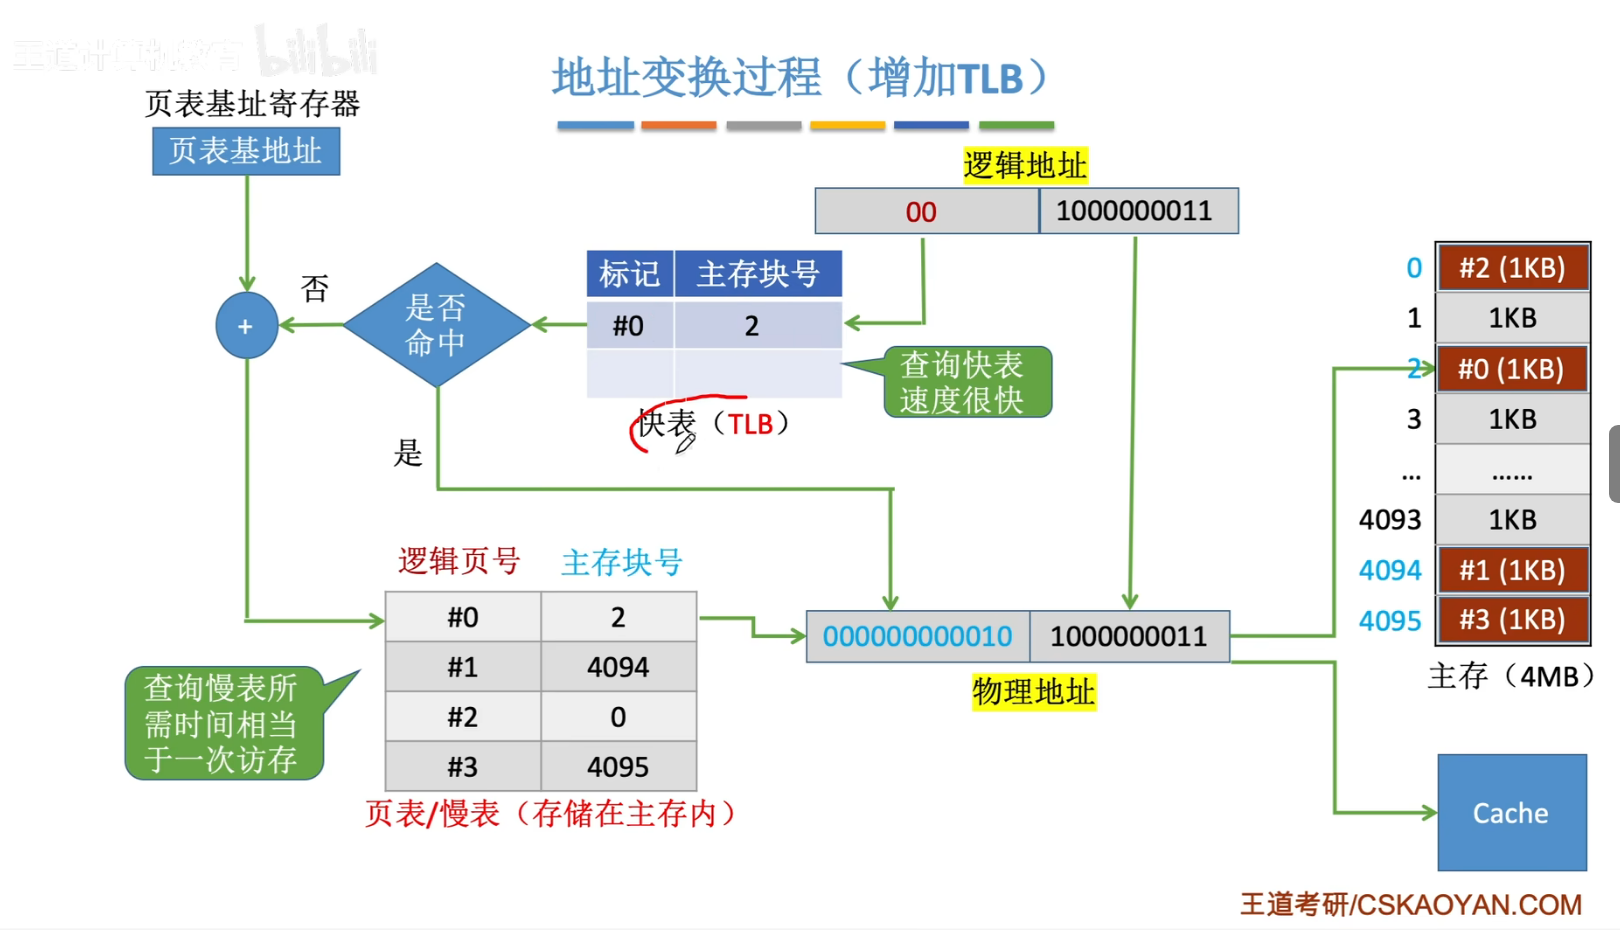 王道计算机教育 bilibili
地址变换过程（增加TLB）
页表基址寄存器
页表基地址
逻辑地址
00 1000000011
标记 主存块号
#0 2
快表（TLB）
查询快表
速度很快
是否
命中
否
+
是
逻辑页号 主存块号
#0 2
#1 4094
#2 0
#3 4095
页表/慢表（存储在主存内）
查询慢表所
需时间相当
于一次访存
000000000010 1000000011
物理地址
0 #2 (1KB)
1 1KB
2 #0 (1KB)
3 1KB
... ......
4093 1KB
4094 #1 (1KB)
4095 #3 (1KB)
主存（4MB）
Cache
王道考研/CSKAOYAN.COM